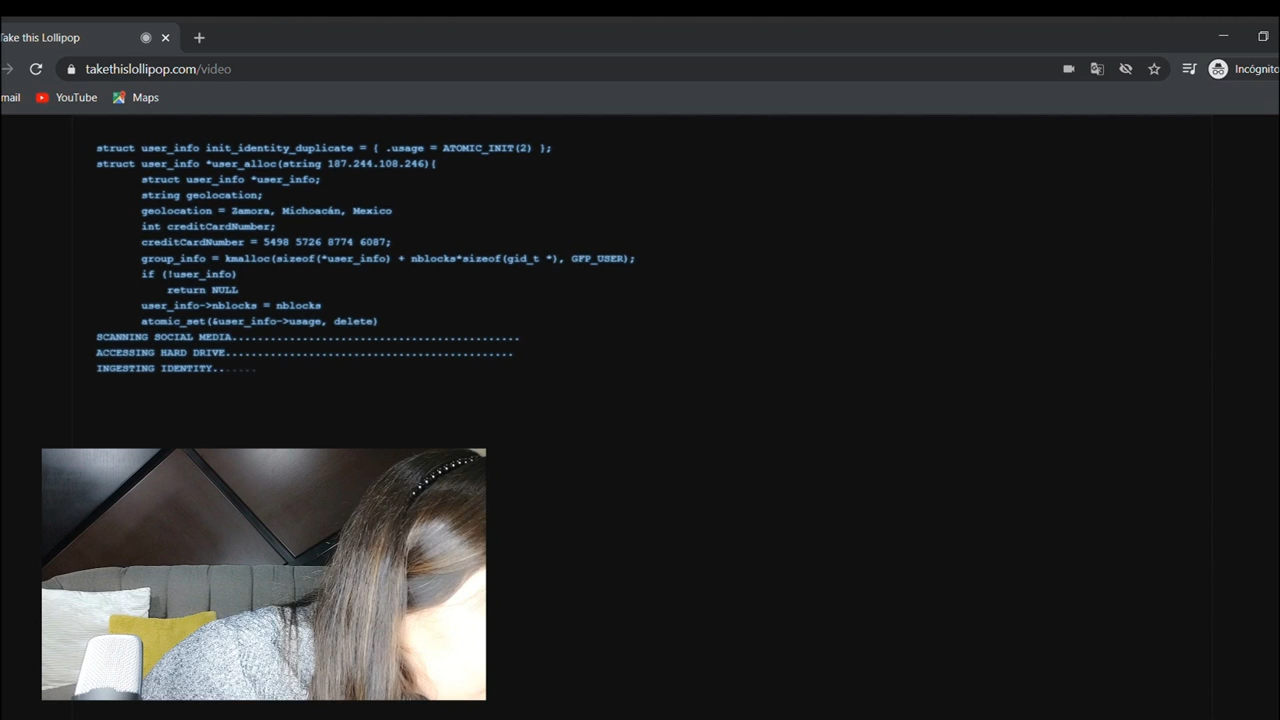 ake this Lollipop
takethislollipop.com/video
Incógnito
mail
YouTube
Maps
struct user_info init_identity_duplicate = { .usage = ATOMIC_INIT(2) };
struct user_info *user_alloc(string 187.244.108.246){
struct user_info *user_info;
string geolocation;
geolocation = Zamora, Michoacán, Mexico
int creditCardNumber;
creditCardNumber = 5498 5726 8774 6087;
group_info = kmalloc(sizeof(*user_info) + nblocks*sizeof(gid_t *), GFP_USER);
if (!user_info)
return NULL
user_info->nblocks = nblocks
atomic_set(&user_info->usage, delete)
SCANNING SOCIAL MEDIA.............................................
ACCESSING HARD DRIVE.............................................
INGESTING IDENTITY.......